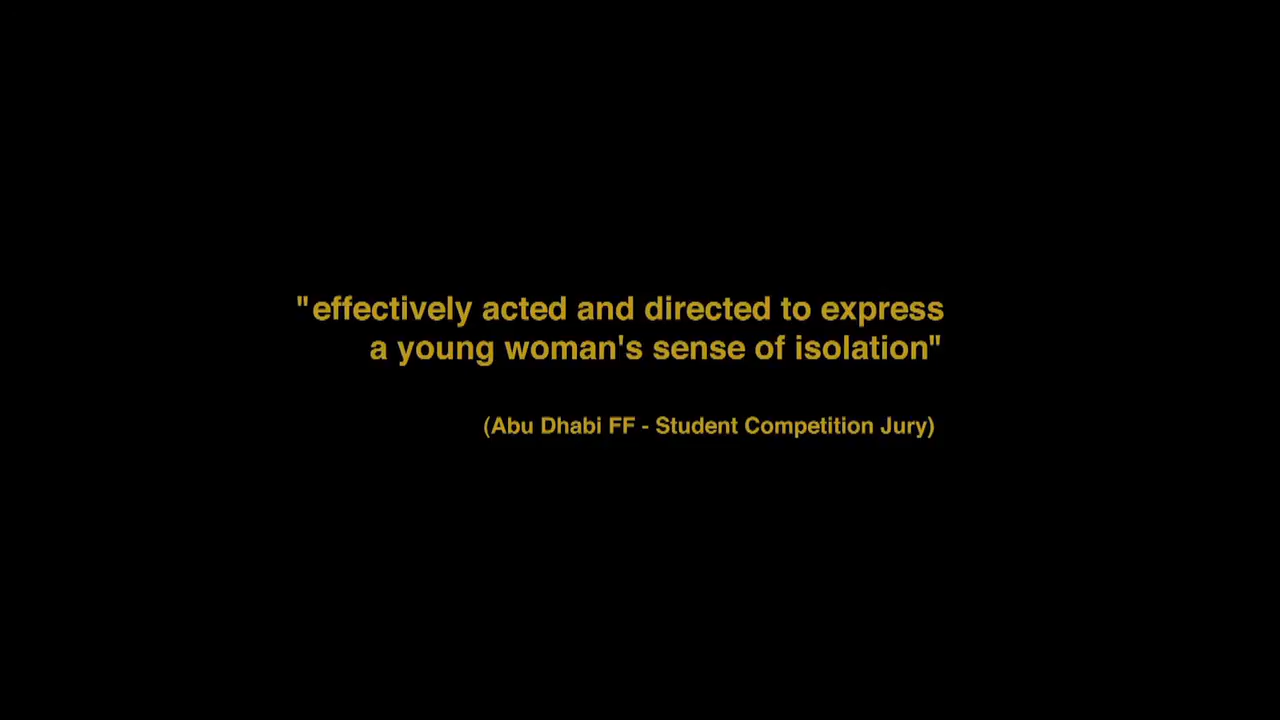 "effectively acted and directed to express
a young woman's sense of isolation"
(Abu Dhabi FF - Student Competition Jury)